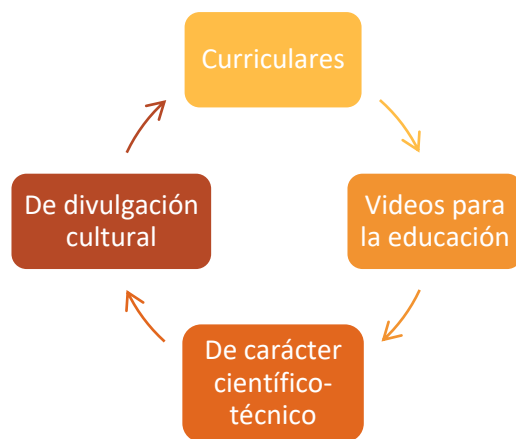 Curriculares
De divulgación
cultural
Videos para
la educación
De carácter
científico-
técnico